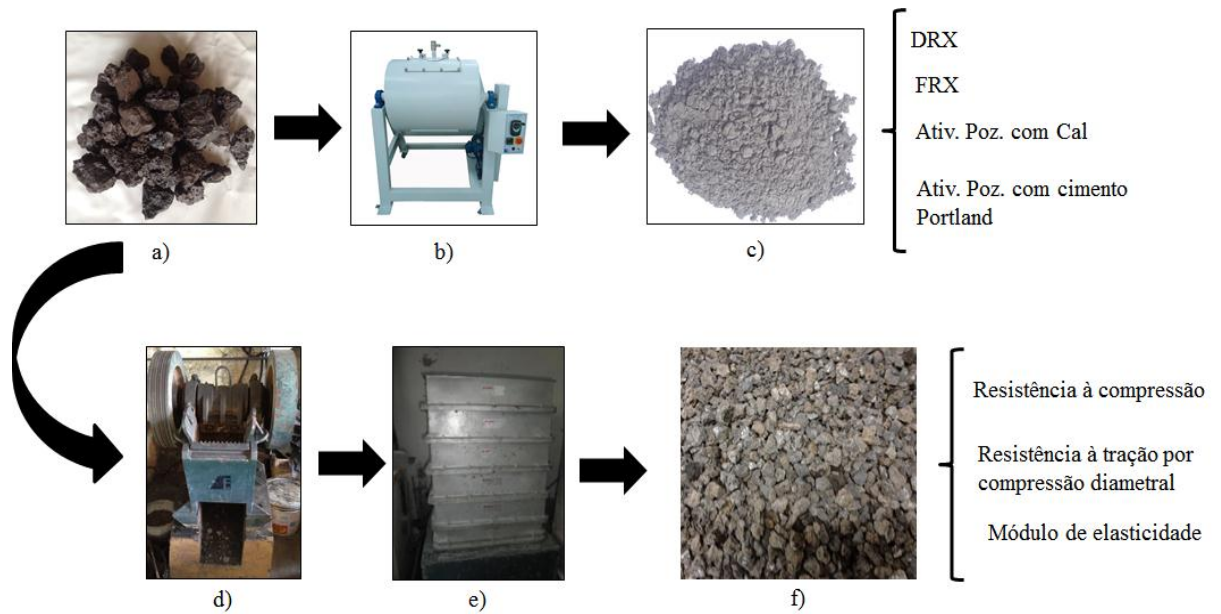 DRX
FRX
Ativ. Poz. com Cal
Ativ. Poz. com cimento
Portland
a)
b)
c)
Resistência à compressão
Resistência à tração por
compressão diametral
Módulo de elasticidade
d)
e)
f)